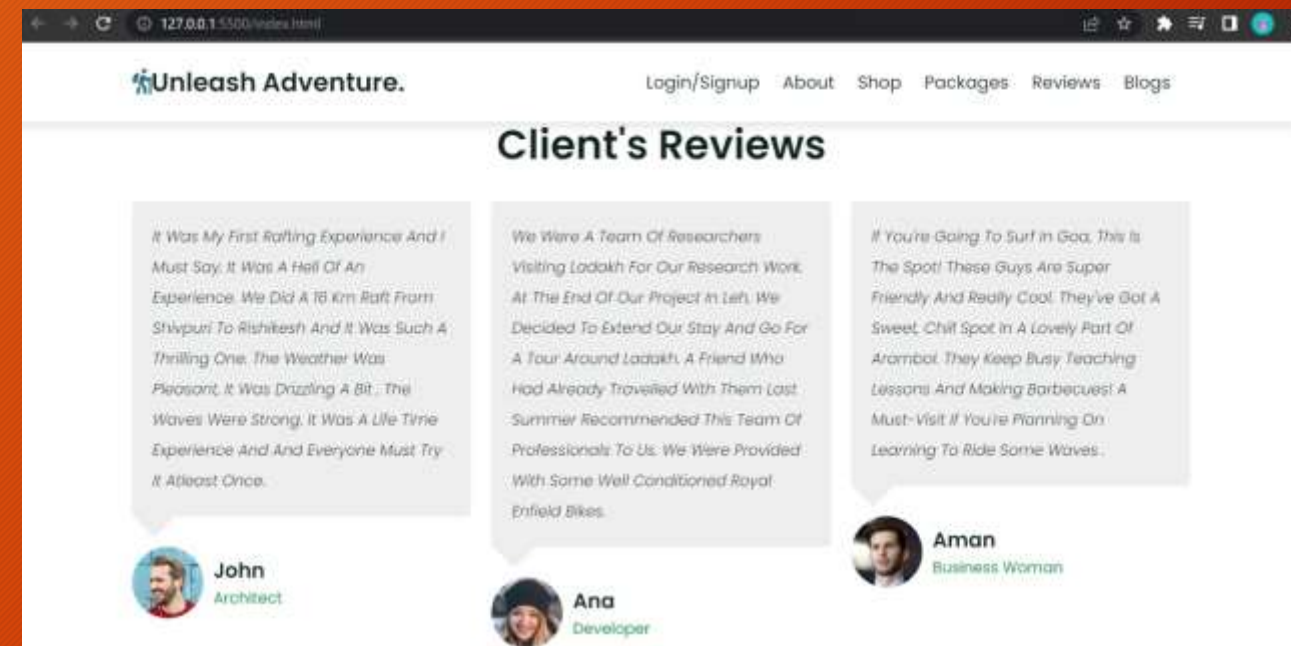 127.0.0.1:5500/index.html
Unleash Adventure.
Login/Signup About Shop Packages Reviews Blogs
Client's Reviews
It Was My First Rafting Experience And I
Must Say, It Was A Hell Of An
Experience. We Did A 16 Km Raft From
Shivpuri To Rishikesh And It Was Such A
Thrilling One. The Weather Was
Pleasant, It Was Drizzling A Bit , The
Waves Were Strong. It Was A Life Time
Experience And And Everyone Must Try
It Atleast Once.
John
Architect
We Were A Team Of Researchers
Visiting Ladakh For Our Research Work.
At The End Of Our Project In Leh, We
Decided To Extend Our Stay And Go For
A Tour Around Ladakh. A Friend Who
Had Already Travelled With Them Last
Summer Recommended This Team Of
Professionals To Us. We Were Provided
With Some Well Conditioned Royal
Enfield Bikes.
Ana
Developer
If You're Going To Surf In Goa, This Is
The Spot! These Guys Are Super
Friendly And Really Cool. They've Got A
Sweet, Chill Spot In A Lovely Part Of
Arambol. They Keep Busy Teaching
Lessons And Making Barbecues! A
Must-Visit If You're Planning On
Learning To Ride Some Waves .
Aman
Business Woman